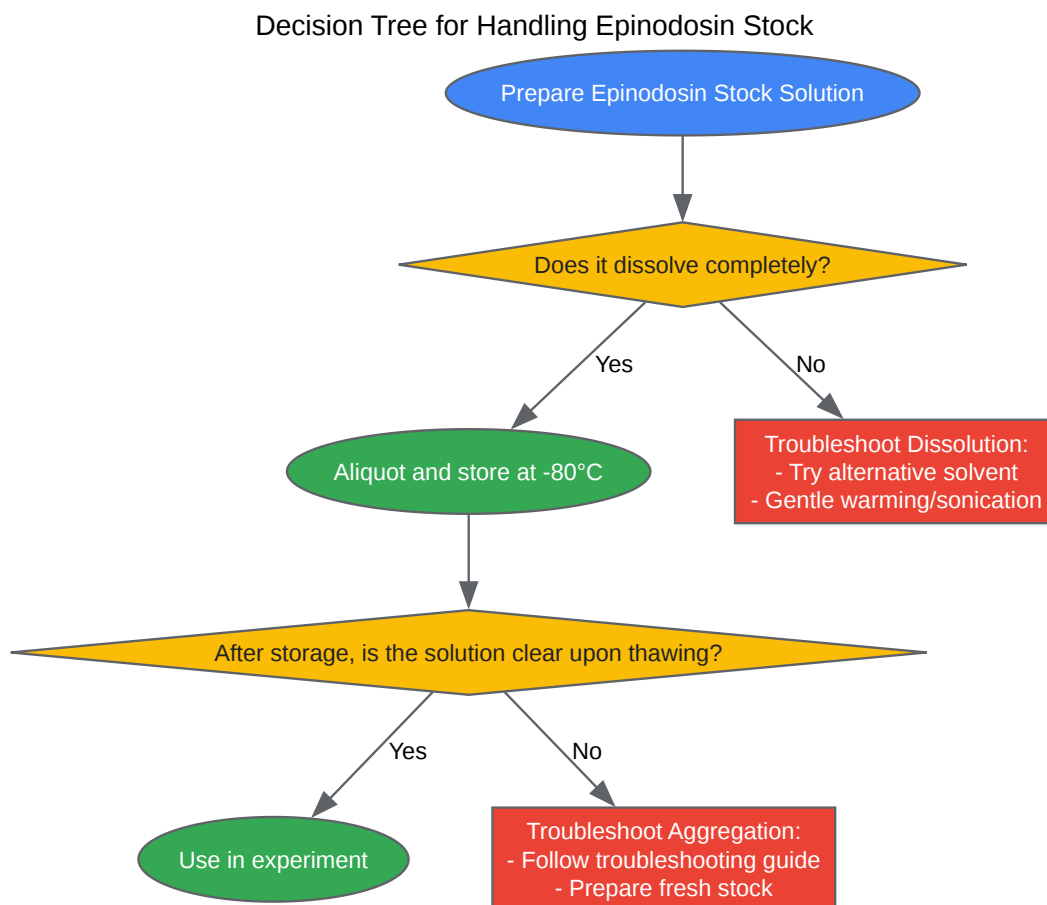 Decision Tree for Handling Epinodosin Stock
Prepare Epinodosin Stock Solution
Does it dissolve completely?
Yes
No
Aliquot and store at -80°C
Troubleshoot Dissolution:
- Try alternative solvent
- Gentle warming/sonication
After storage, is the solution clear upon thawing?
Yes
No
Use in experiment
Troubleshoot Aggregation:
- Follow troubleshooting guide
- Prepare fresh stock